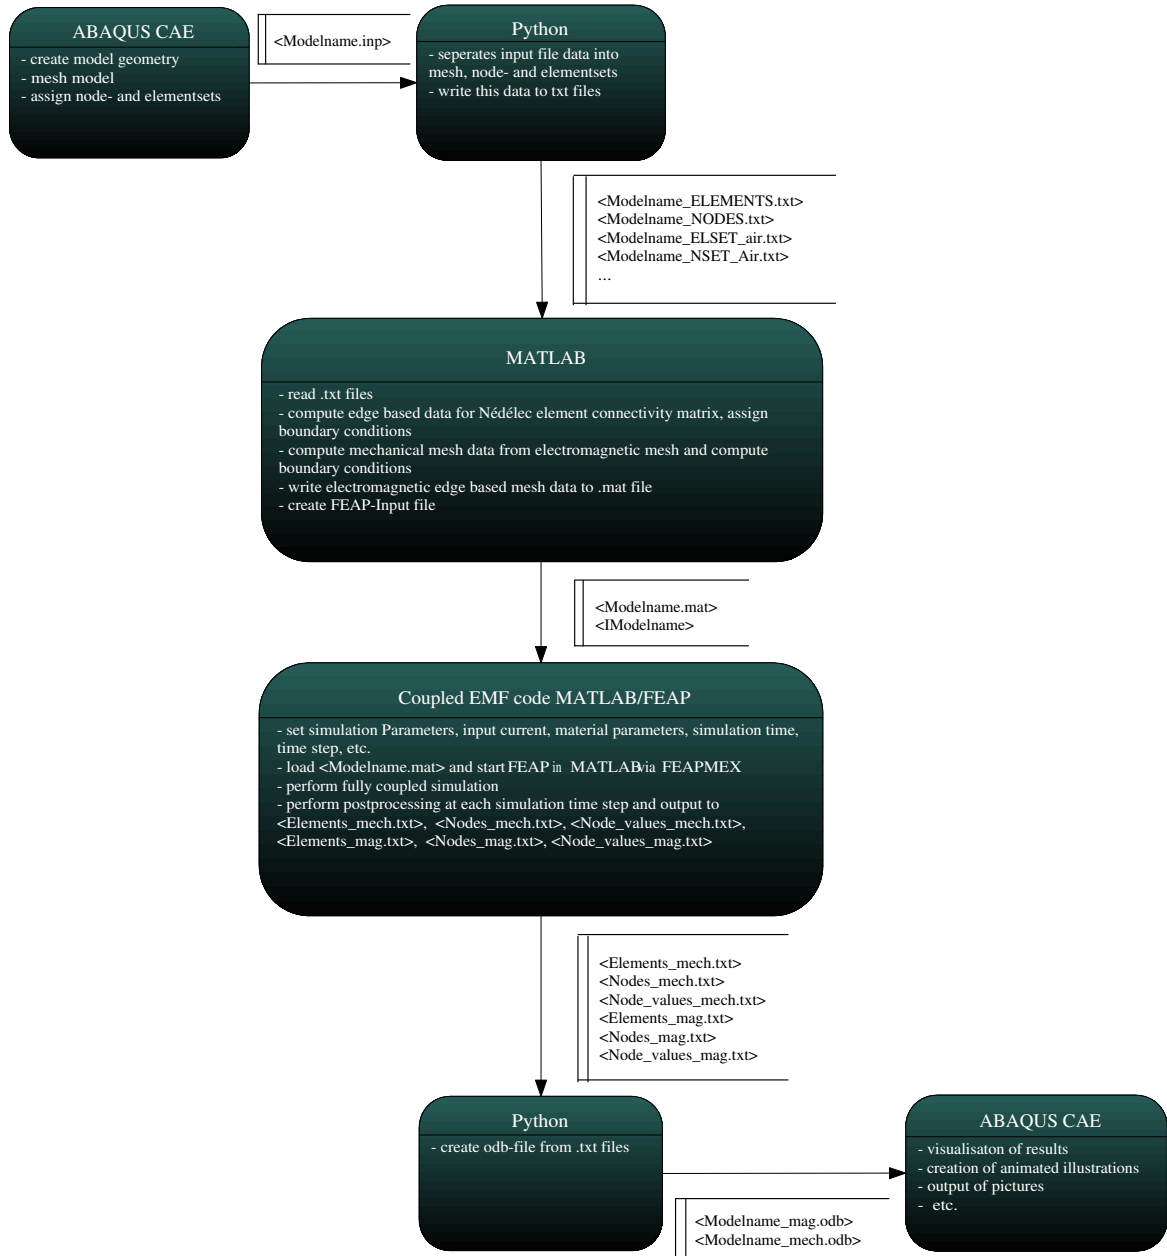 ABAQUS CAE
- create model geometry
- mesh model
- assign node- and elementsets
<Modelname.inp>
Python
- seperates input file data into
mesh, node- and elementsets
- write this data to txt files
<Modelname_ELEMENTS.txt>
<Modelname_NODES.txt>
<Modelname_ELSET_air.txt>
<Modelname_NSET_Air.txt>
...
MATLAB
- read .txt files
- compute edge based data for Nédélec element connectivity matrix, assign
boundary conditions
- compute mechanical mesh data from electromagnetic mesh and compute
boundary conditions
- write electromagnetic edge based mesh data to .mat file
- create FEAP-Input file
<Modelname.mat>
<IModelname>
Coupled EMF code MATLAB/FEAP
- set simulation Parameters, input current, material parameters, simulation time,
time step, etc.
- load <Modelname.mat> and start FEAP in MATLAB via FEAPMEX
- perform fully coupled simulation
- perform postprocessing at each simulation time step and output to
<Elements_mech.txt>, <Nodes_mech.txt>, <Node_values_mech.txt>,
<Elements_mag.txt>, <Nodes_mag.txt>, <Node_values_mag.txt>
<Elements_mech.txt>
<Nodes_mech.txt>
<Node_values_mech.txt>
<Elements_mag.txt>
<Nodes_mag.txt>
<Node_values_mag.txt>
Python
- create odb-file from .txt files
<Modelname_mag.odb>
<Modelname_mech.odb>
ABAQUS CAE
- visualisaton of results
- creation of animated illustrations
- output of pictures
- etc.